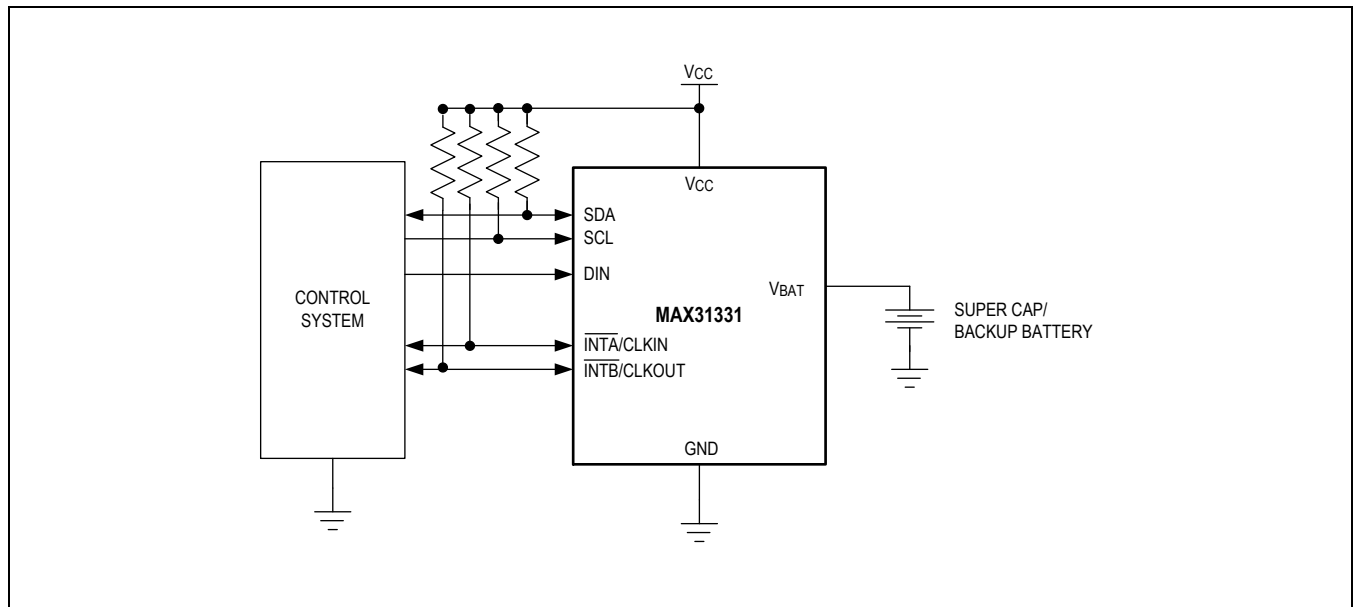 VCC
VCC
SDA
SCL
DIN
CONTROL
SYSTEM
MAX31331
VBAT
SUPER CAP/
BACKUP BATTERY
INTA/CLKIN
INTB/CLKOUT
GND